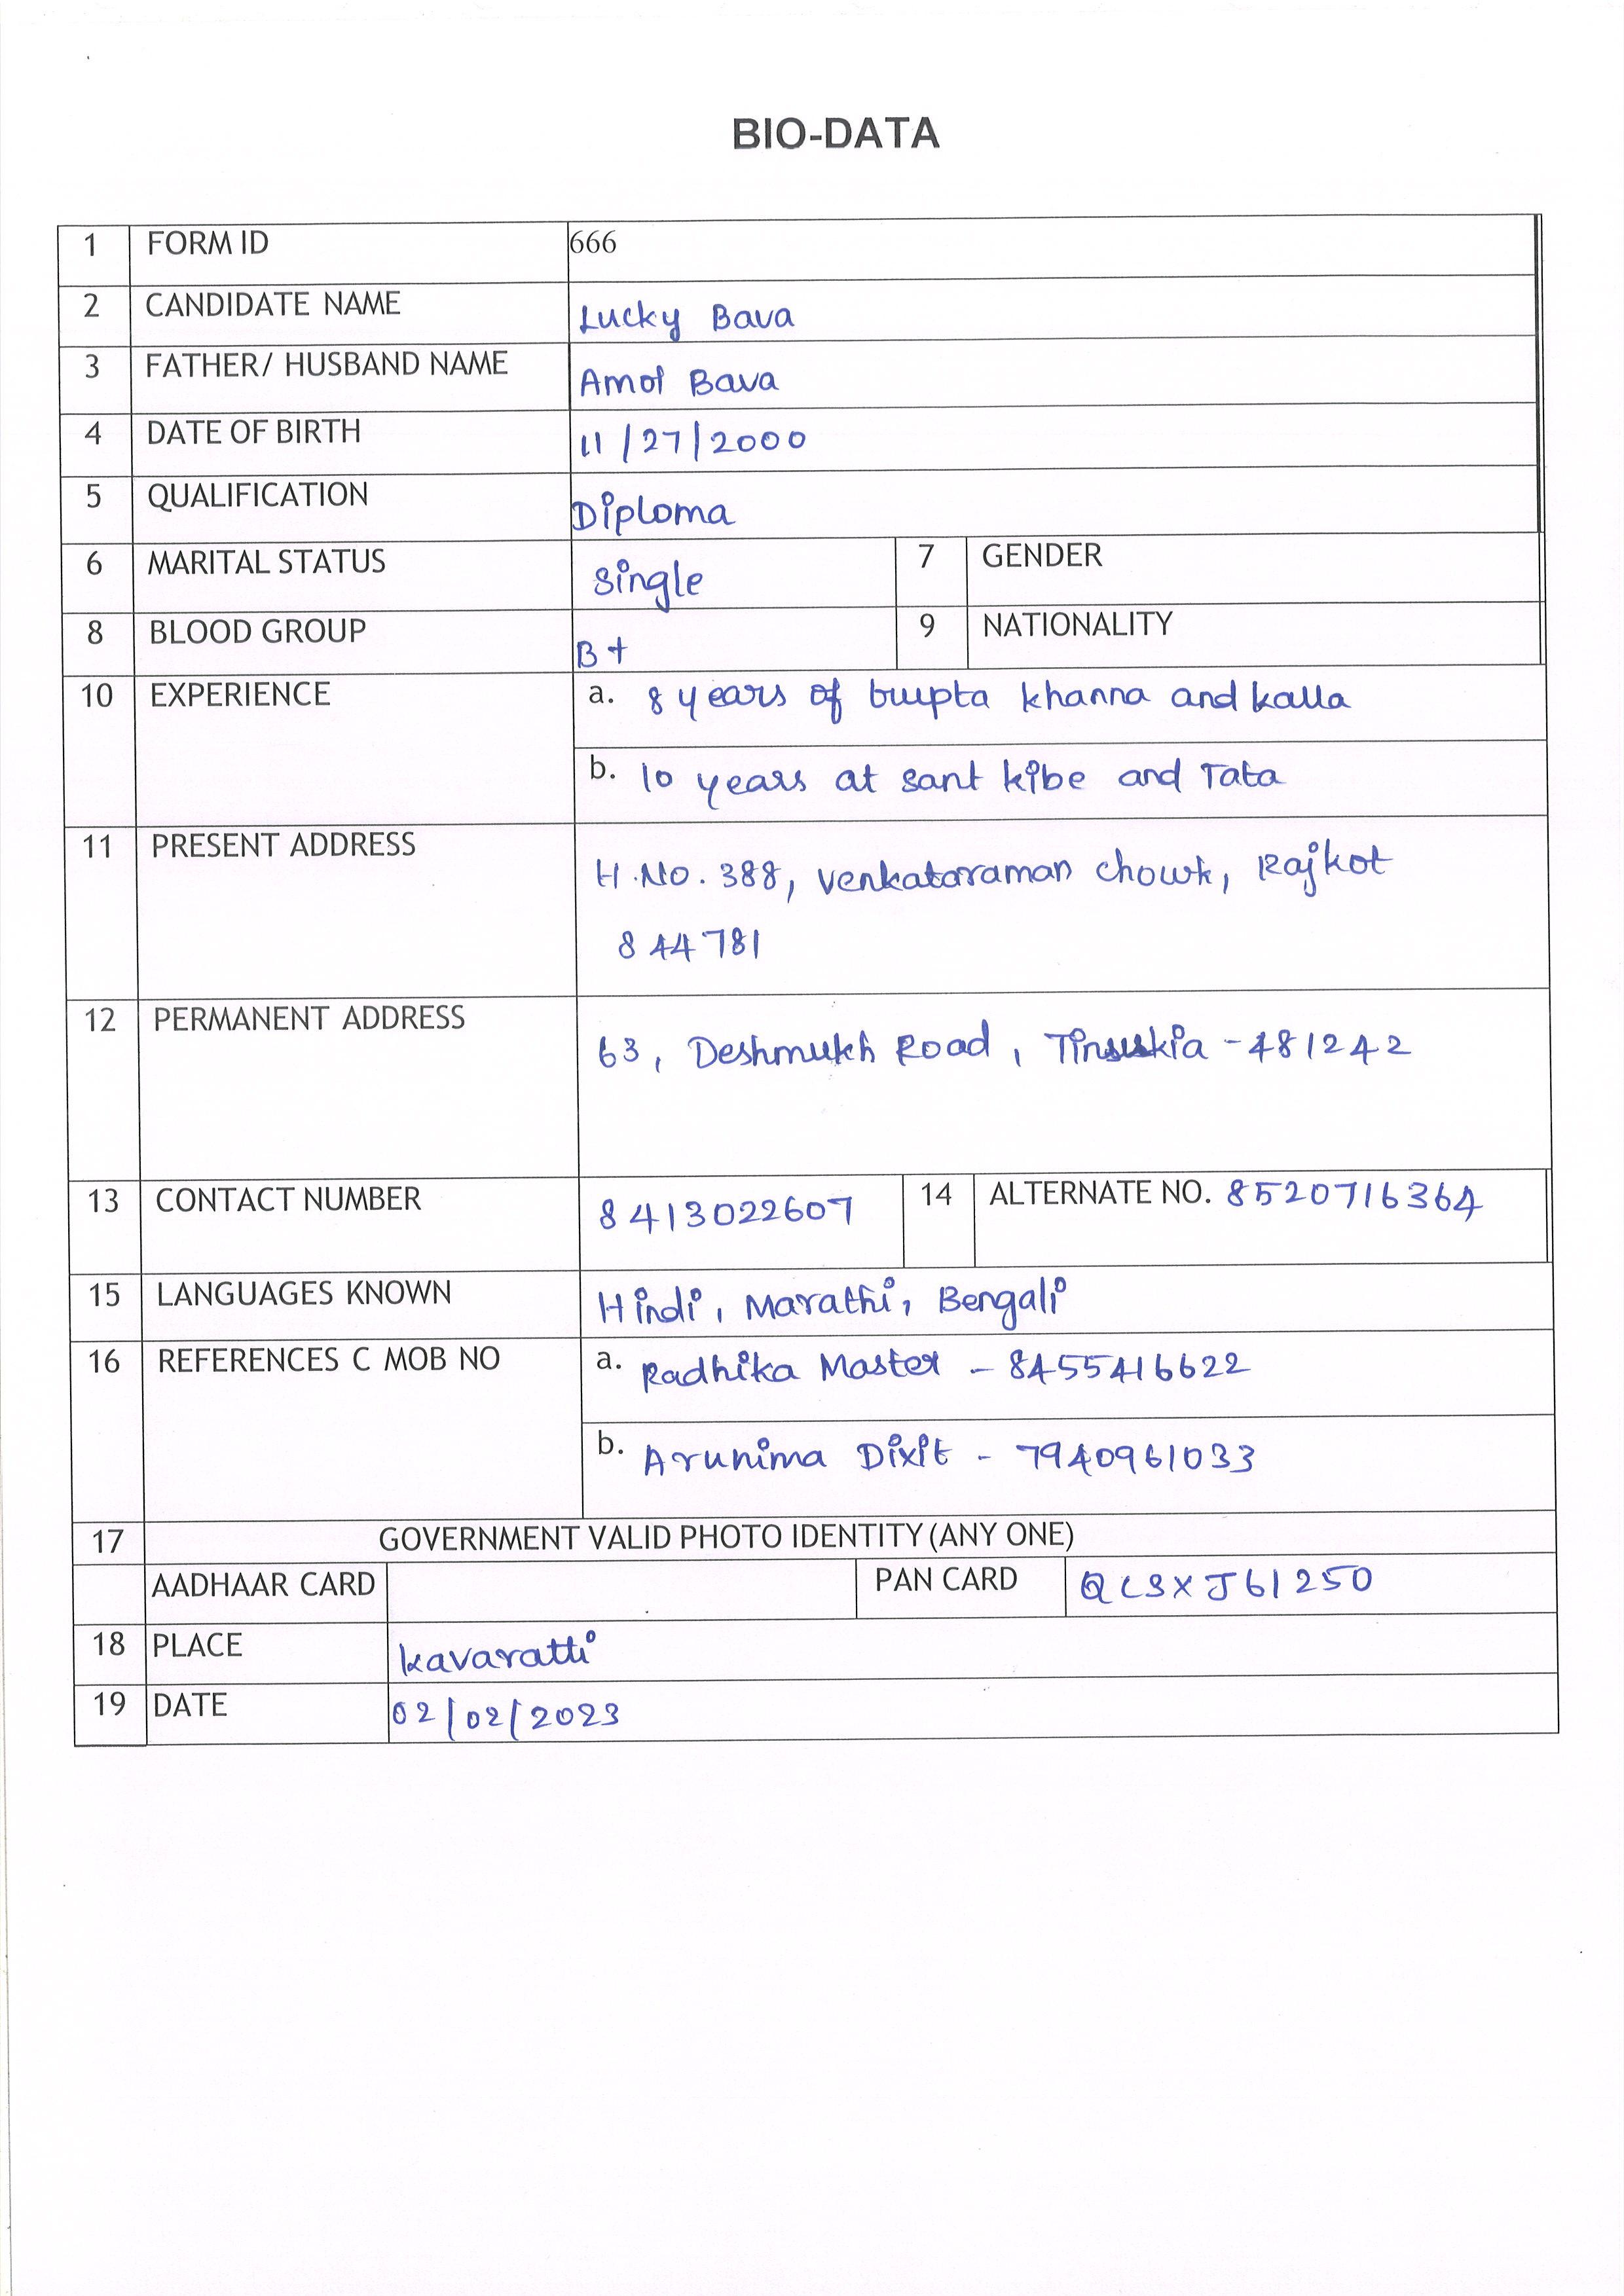 BIO-DATA
1 FORM ID 666
2 CANDIDATE NAME Lucky Bava
3 FATHER/ HUSBAND NAME Amol Bava
4 DATE OF BIRTH 11/27/2000
5 QUALIFICATION Diploma
6 MARITAL STATUS Single 7 GENDER
8 BLOOD GROUP B+ 9 NATIONALITY
10 EXPERIENCE a. 8 years of khanna and kalla
b. 10 years at Sant kibe and Tata
11 PRESENT ADDRESS H.No. 388, Venkataraman chowk, Rajkot
844781
12 PERMANENT ADDRESS 63, Deshmukh Road, Tinsukia - 481242
13 CONTACT NUMBER 8413022607 14 ALTERNATE NO. 8520716364
15 LANGUAGES KNOWN Hindi, Marathi, Bengali
16 REFERENCES C MOB NO a. Radhika Master - 8455416622
b. Arunima Dixit - 7940961033
17 GOVERNMENT VALID PHOTO IDENTITY (ANY ONE)
AADHAAR CARD PAN CARD QCSXJ61250
18 PLACE kavaratti
19 DATE 02/02/2023